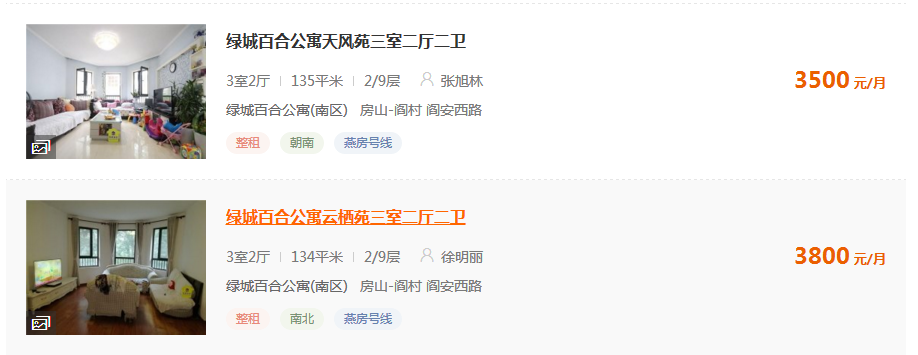 绿城百合公寓天风苑三室二厅二卫
3室2厅 135平米 2/9层 张旭林
3500 元/月
绿城百合公寓(南区) 房山-阎村 阎安西路
整租 朝南 燕房号线
绿城百合公寓云栖苑三室二厅二卫
3室2厅 134平米 2/9层 徐明丽
3800 元/月
绿城百合公寓(南区) 房山-阎村 阎安西路
整租 南北 燕房号线